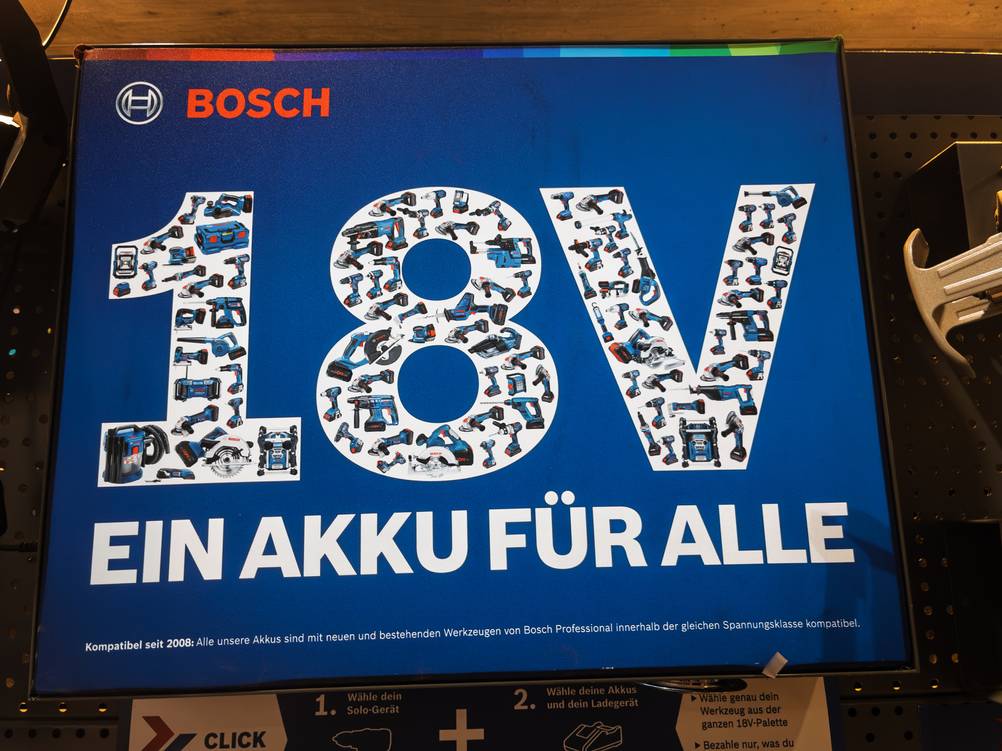 BOSCH
18V
EIN AKKU FÜR ALLE
Kompatibel seit 2008: Alle unsere Akkus sind mit neuen und bestehenden Werkzeugen von Bosch Professional innerhalb der gleichen Spannungsklasse kompatibel.
CLICK
1. Wähle dein
Solo-Gerät
+
2. Wähle deine Akkus
und dein Ladegerät
▸ Wähle genau dein
Werkzeug aus der
ganzen 18V-Palette
▸ Bezahle nur, was du